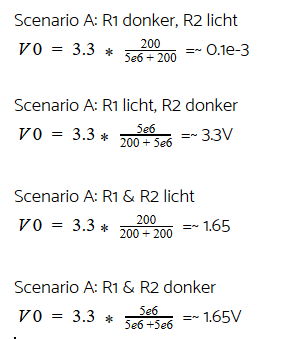 Scenario A: R1 donker, R2 licht
V0 = 3.3 * 200 / 5e6 + 200 =~ 0.1e-3
Scenario A: R1 licht, R2 donker
V0 = 3.3 * 5e6 / 200 + 5e6 =~ 3.3V
Scenario A: R1 & R2 licht
V0 = 3.3 * 200 / 200 + 200 =~ 1.65
Scenario A: R1 & R2 donker
V0 = 3.3 * 5e6 / 5e6 +5e6 =~ 1.65V